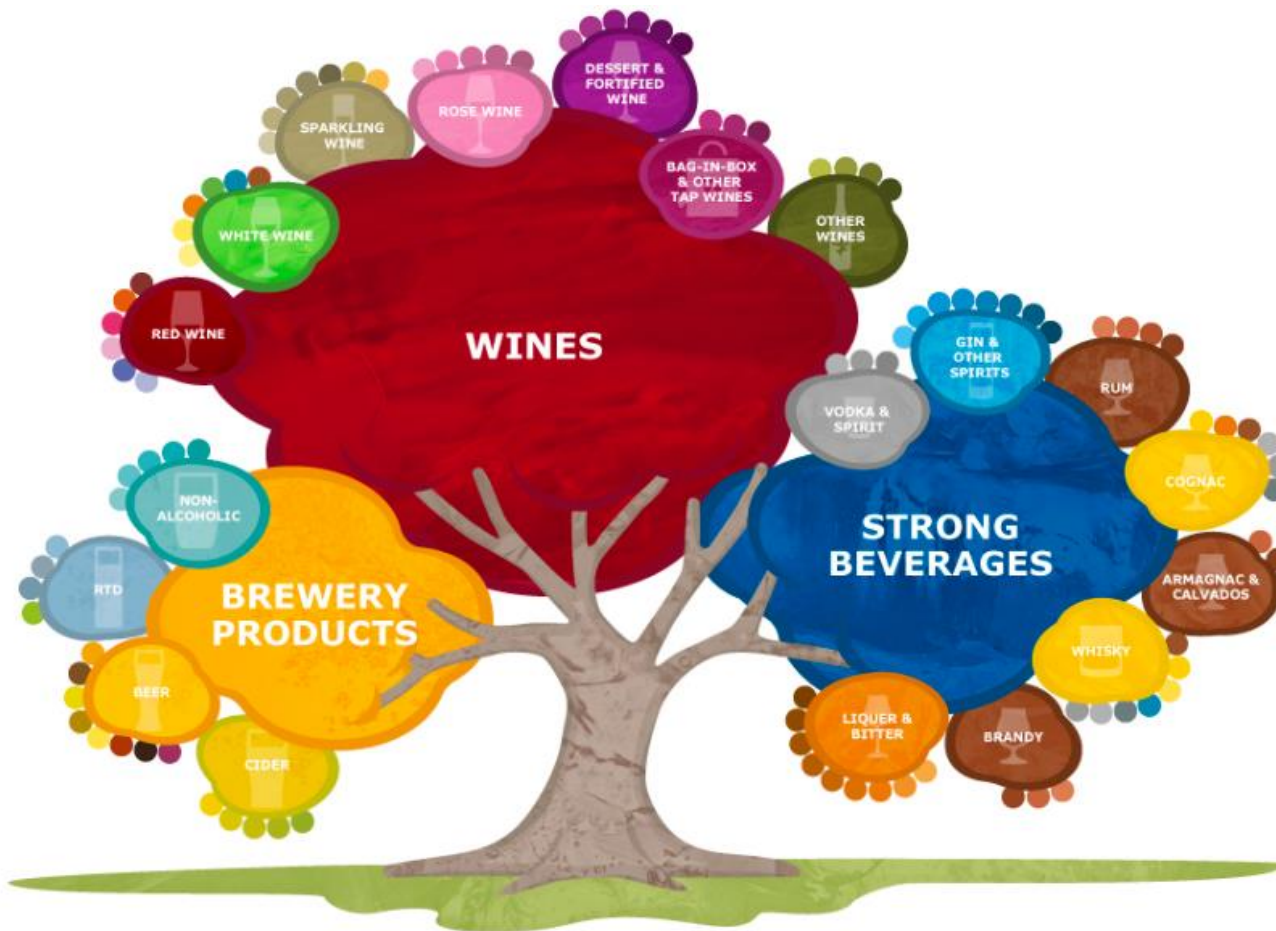 DESSERT &
FORTIFIED
WINE
ROSE WINE
SPARKLING
WINE
BAG-IN-BOX
& OTHER
TAP WINES
OTHER
WINES
WHITE WINE
RED WINE
WINES
GIN &
OTHER
SPIRITS
RUM
VODKA &
SPIRIT
COGNAC
STRONG
BEVERAGES
ARMAGNAC &
CALVADOS
WHISKY
LIQUER &
BITTER
BRANDY
NON-
ALCOHOLIC
RTD
BREWERY
PRODUCTS
BEER
CIDER